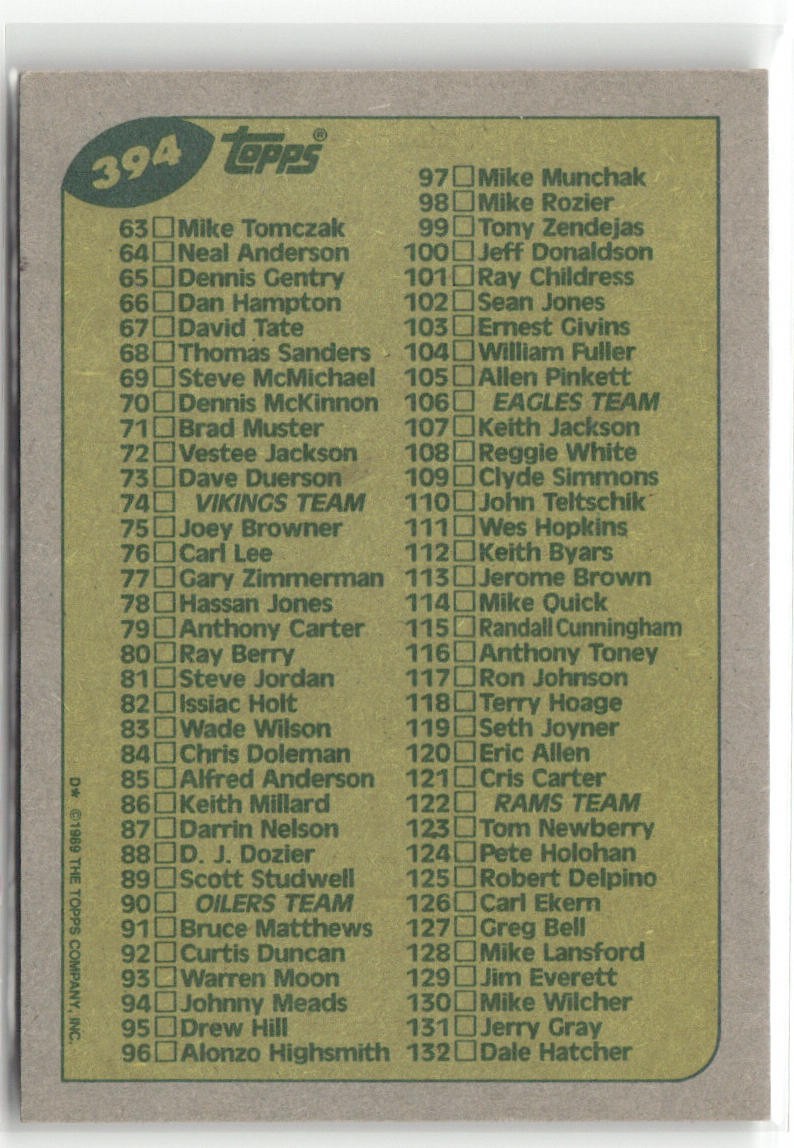 394
TOPPS®
63 Mike Tomczak
64 Neal Anderson
65 Dennis Gentry
66 Dan Hampton
67 David Tate
68 Thomas Sanders
69 Steve McMichael
70 Dennis McKinnon
71 Brad Muster
72 Vestee Jackson
73 Dave Duerson
74 VIKINGS TEAM
75 Joey Browner
76 Carl Lee
77 Gary Zimmerman
78 Hassan Jones
79 Anthony Carter
80 Ray Berry
81 Steve Jordan
82 Issiac Holt
83 Wade Wilson
84 Chris Doleman
85 Alfred Anderson
86 Keith Millard
87 Darrin Nelson
88 D. J. Dozier
89 Scott Studwell
90 OILERS TEAM
91 Bruce Matthews
92 Curtis Duncan
93 Warren Moon
94 Johnny Meads
95 Drew Hill
96 Alonzo Highsmith
97 Mike Munchak
98 Mike Rozier
99 Tony Zendejas
100 Jeff Donaldson
101 Ray Childress
102 Sean Jones
103 Ernest Givins
104 William Fuller
105 Allen Pinkett
106 EAGLES TEAM
107 Keith Jackson
108 Reggie White
109 Clyde Simmons
110 John Teltschik
111 Wes Hopkins
112 Keith Byars
113 Jerome Brown
114 Mike Quick
115 Randall Cunningham
116 Anthony Toney
117 Ron Johnson
118 Terry Hoage
119 Seth Joyner
120 Eric Allen
121 Cris Carter
122 RAMS TEAM
123 Tom Newberry
124 Pete Holohan
125 Robert Delpino
126 Carl Ekern
127 Greg Bell
128 Mike Lansford
129 Jim Everett
130 Mike Wilcher
131 Jerry Gray
132 Dale Hatcher
D* ©1989 THE TOPPS COMPANY, INC.